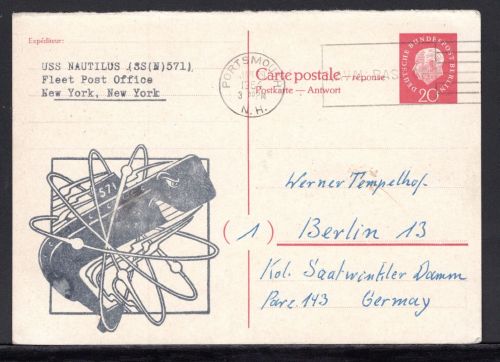 Expéditeur:
USS NAUTILUS (SS(N)571)
Fleet Post Office
New York, New York
PORTSMOUTH
N.H.
Carte postale — réponse
Postkarte — Antwort
DEUTSCHE BUNDESPOST BERLIN
20
571
Werner Tempelhof
(1) Berlin 13
Kol. Saatwinkler Damm
Parc. 143 Germay